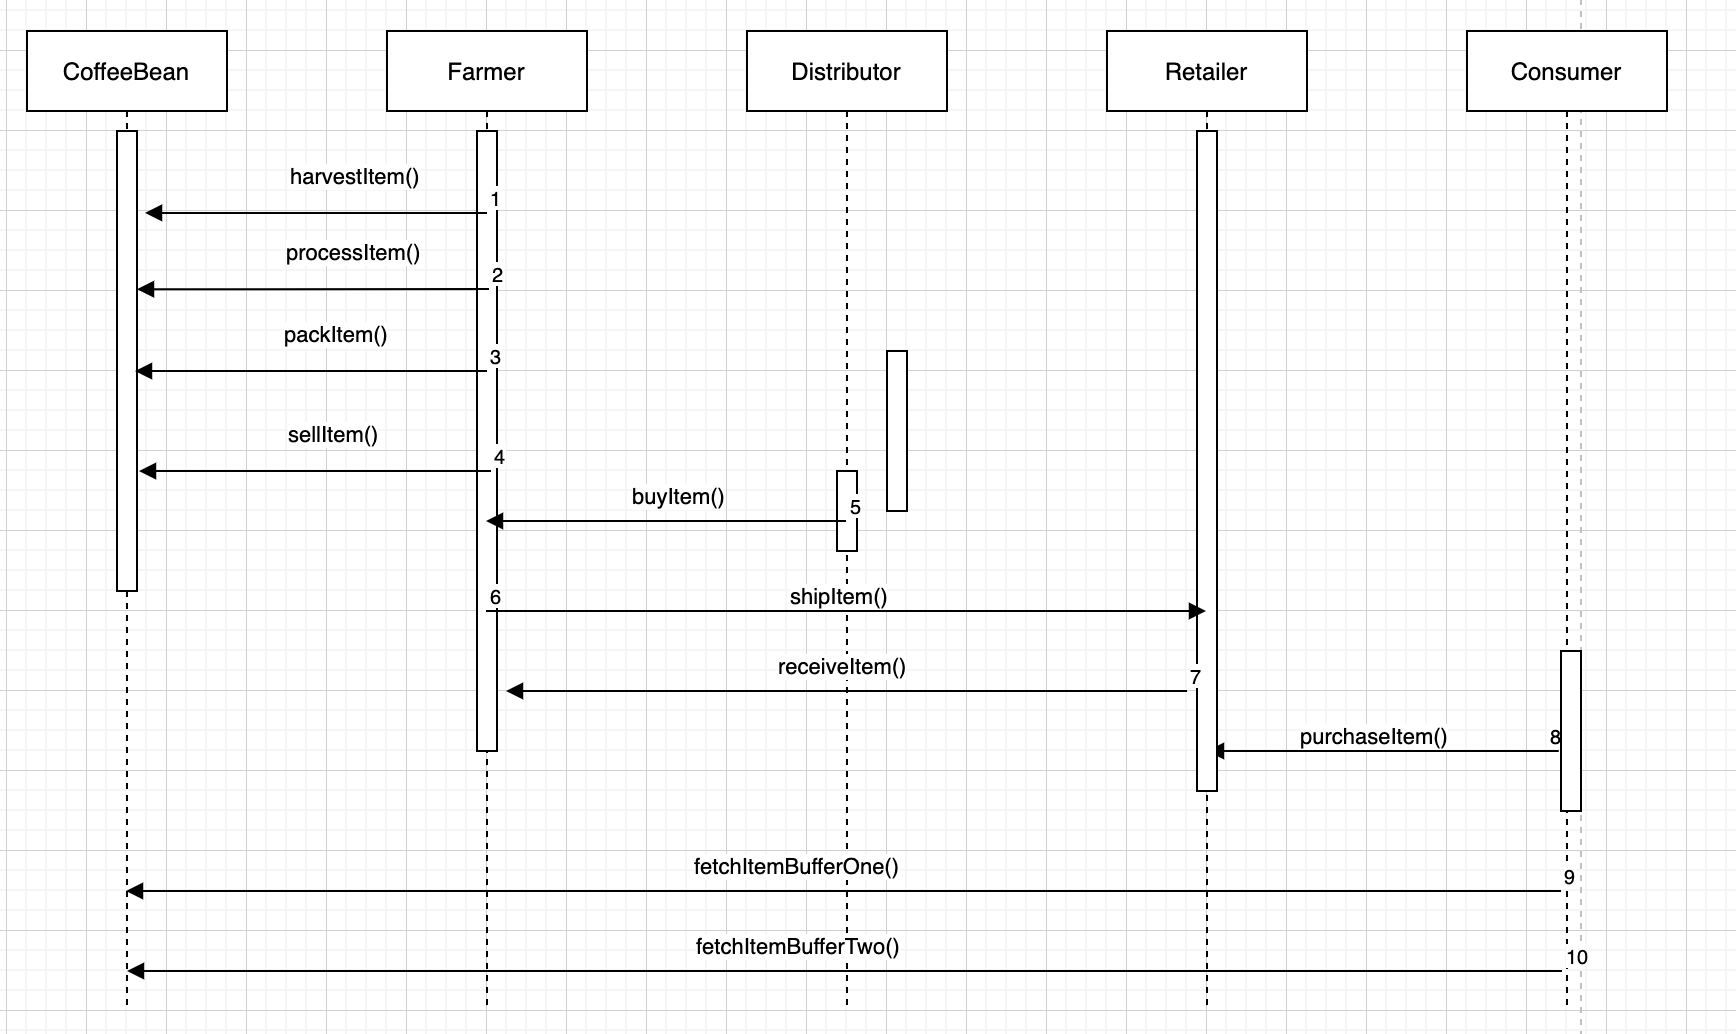 CoffeeBean
Farmer
Distributor
Retailer
Consumer
harvestItem()
1
processItem()
2
packItem()
3
sellItem()
4
buyItem()
5
6
shipItem()
receiveItem()
7
purchaseItem()
8
fetchItemBufferOne()
9
fetchItemBufferTwo()
10